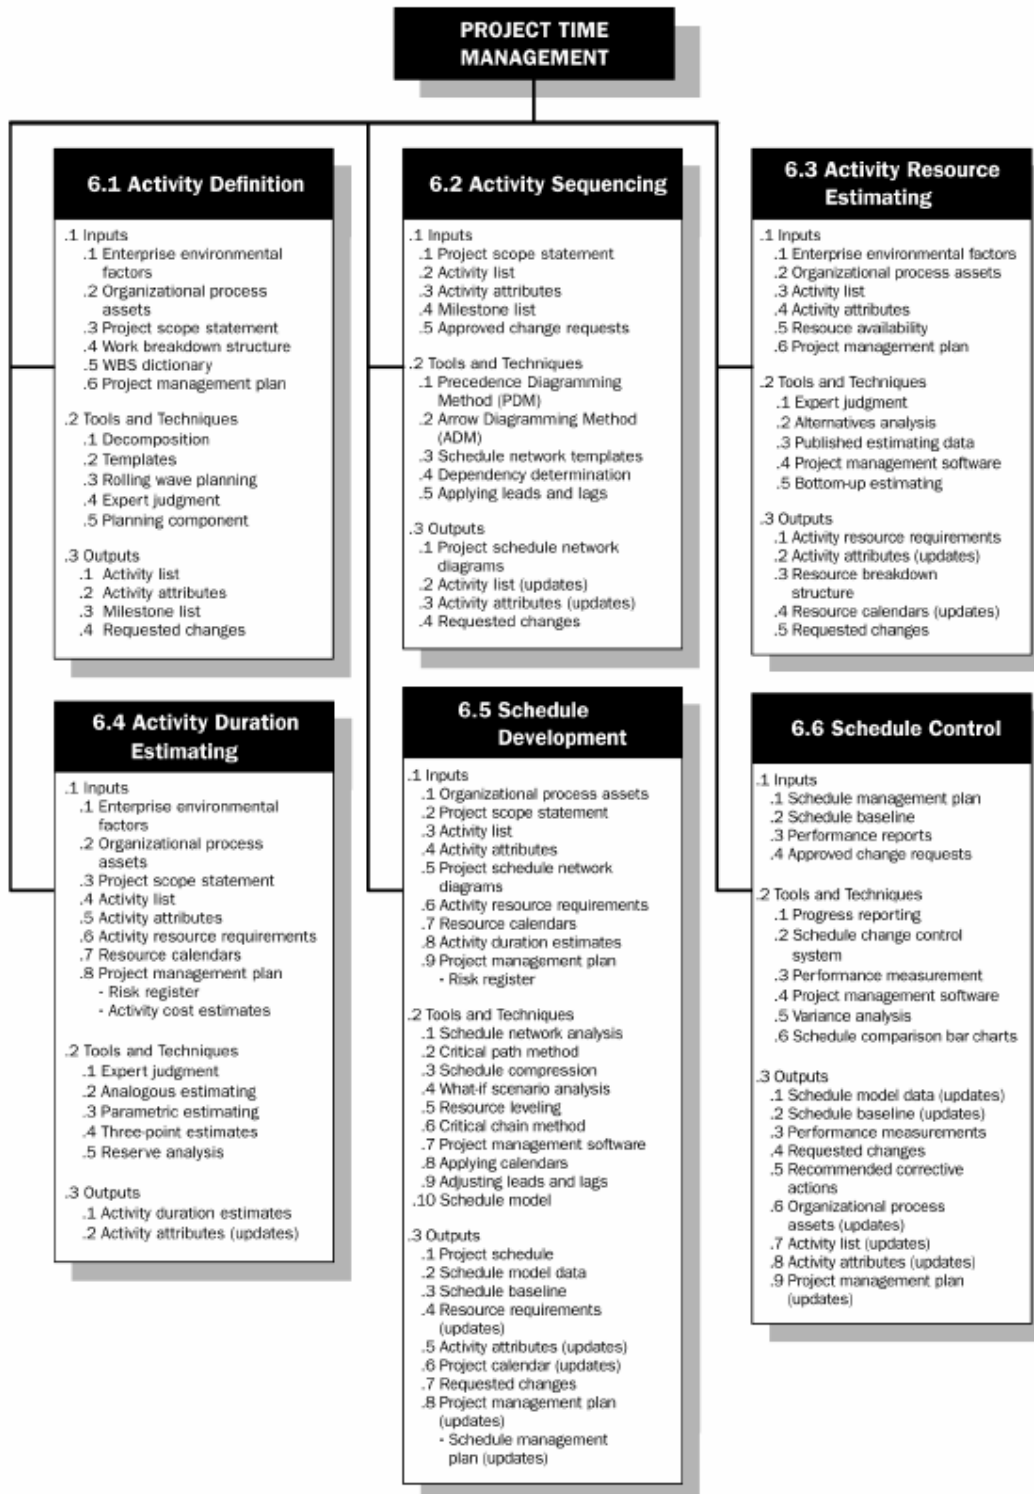 PROJECT TIME
MANAGEMENT
6.1 Activity Definition
.1 Inputs
.1 Enterprise environmental
factors
.2 Organizational process
assets
.3 Project scope statement
.4 Work breakdown structure
.5 WBS dictionary
.6 Project management plan
.2 Tools and Techniques
.1 Decomposition
.2 Templates
.3 Rolling wave planning
.4 Expert judgment
.5 Planning component
.3 Outputs
.1 Activity list
.2 Activity attributes
.3 Milestone list
.4 Requested changes
6.2 Activity Sequencing
.1 Inputs
.1 Project scope statement
.2 Activity list
.3 Activity attributes
.4 Milestone list
.5 Approved change requests
.2 Tools and Techniques
.1 Precedence Diagramming
Method (PDM)
.2 Arrow Diagramming Method
(ADM)
.3 Schedule network templates
.4 Dependency determination
.5 Applying leads and lags
.3 Outputs
.1 Project schedule network
diagrams
.2 Activity list (updates)
.3 Activity attributes (updates)
.4 Requested changes
6.3 Activity Resource
Estimating
.1 Inputs
.1 Enterprise environmental factors
.2 Organizational process assets
.3 Activity list
.4 Activity attributes
.5 Resouce availability
.6 Project management plan
.2 Tools and Techniques
.1 Expert judgment
.2 Alternatives analysis
.3 Published estimating data
.4 Project management software
.5 Bottom-up estimating
.3 Outputs
.1 Activity resource requirements
.2 Activity attributes (updates)
.3 Resource breakdown
structure
.4 Resource calendars (updates)
.5 Requested changes
6.4 Activity Duration
Estimating
.1 Inputs
.1 Enterprise environmental
factors
.2 Organizational process
assets
.3 Project scope statement
.4 Activity list
.5 Activity attributes
.6 Activity resource requirements
.7 Resource calendars
.8 Project management plan
- Risk register
- Activity cost estimates
.2 Tools and Techniques
.1 Expert judgment
.2 Analogous estimating
.3 Parametric estimating
.4 Three-point estimates
.5 Reserve analysis
.3 Outputs
.1 Activity duration estimates
.2 Activity attributes (updates)
6.5 Schedule
Development
.1 Inputs
.1 Organizational process assets
.2 Project scope statement
.3 Activity list
.4 Activity attributes
.5 Project schedule network
diagrams
.6 Activity resource requirements
.7 Resource calendars
.8 Activity duration estimates
.9 Project management plan
- Risk register
.2 Tools and Techniques
.1 Schedule network analysis
.2 Critical path method
.3 Schedule compression
.4 What-if scenario analysis
.5 Resource leveling
.6 Critical chain method
.7 Project management software
.8 Applying calendars
.9 Adjusting leads and lags
.10 Schedule model
.3 Outputs
.1 Project schedule
.2 Schedule model data
.3 Schedule baseline
.4 Resource requirements
(updates)
.5 Activity attributes (updates)
.6 Project calendar (updates)
.7 Requested changes
.8 Project management plan
(updates)
- Schedule management
plan (updates)
6.6 Schedule Control
.1 Inputs
.1 Schedule management plan
.2 Schedule baseline
.3 Performance reports
.4 Approved change requests
.2 Tools and Techniques
.1 Progress reporting
.2 Schedule change control
system
.3 Performance measurement
.4 Project management software
.5 Variance analysis
.6 Schedule comparison bar charts
.3 Outputs
.1 Schedule model data (updates)
.2 Schedule baseline (updates)
.3 Performance measurements
.4 Requested changes
.5 Recommended corrective
actions
.6 Organizational process
assets (updates)
.7 Activity list (updates)
.8 Activity attributes (updates)
.9 Project management plan
(updates)